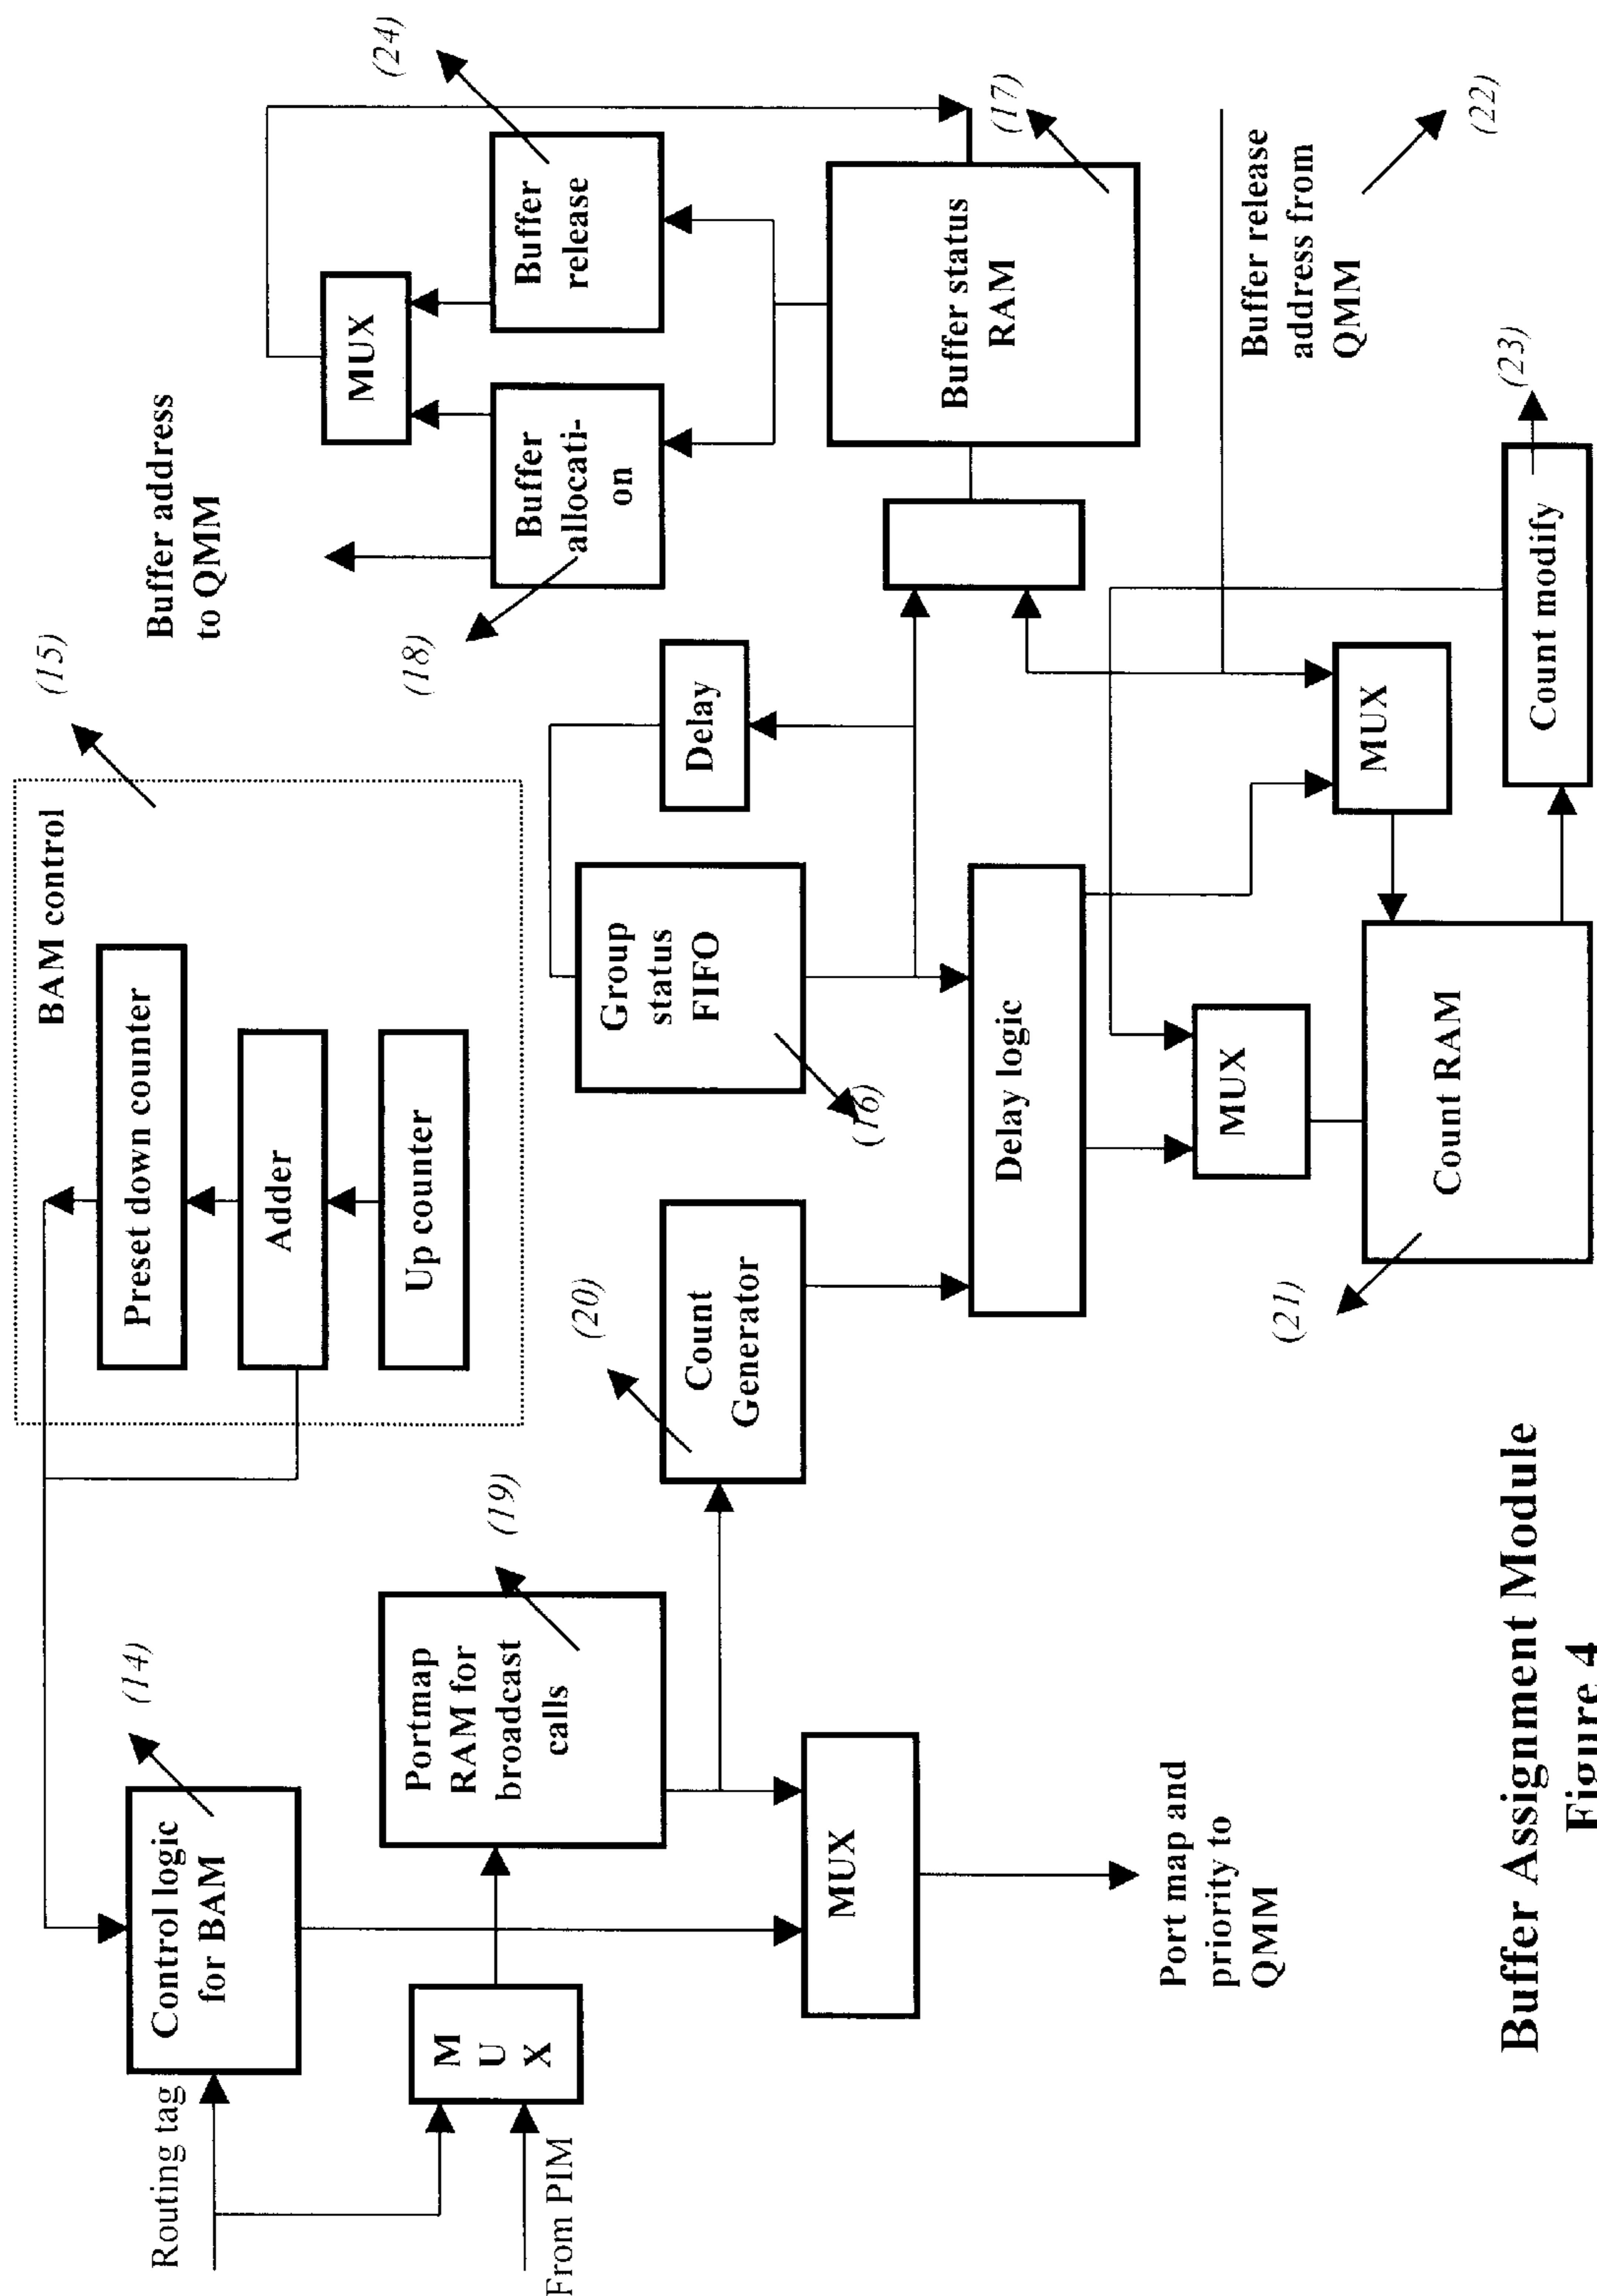 Routing tag
From PIM
Control logic
for BAM
(14)
M
U
X
Portmap
RAM for
broadcast
calls
(19)
MUX
Port map and
priority to
QMM
BAM control
Preset down counter
Adder
Up counter
(15)
Count
Generator
(20)
Group
status
FIFO
(16)
Delay
Delay logic
MUX
Count RAM
(21)
MUX
Count modify
(23)
Buffer address
to QMM
Buffer
allocati-
on
(18)
MUX
Buffer
release
(24)
Buffer status
RAM
(17)
Buffer release
address from
QMM
(22)
Buffer Assignment Module
Figure 4